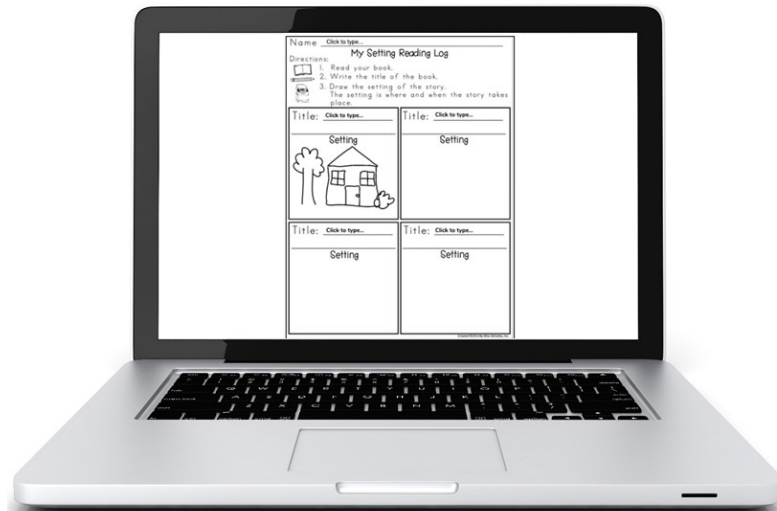 Name Click to type...
My Setting Reading Log
Directions:
1. Read your book.
2. Write the title of the book.
3. Draw the setting of the story.
The setting is where and when the story takes
place.
Title: Click to type...
Setting
Title: Click to type...
Setting
Title: Click to type...
Setting
Title: Click to type...
Setting